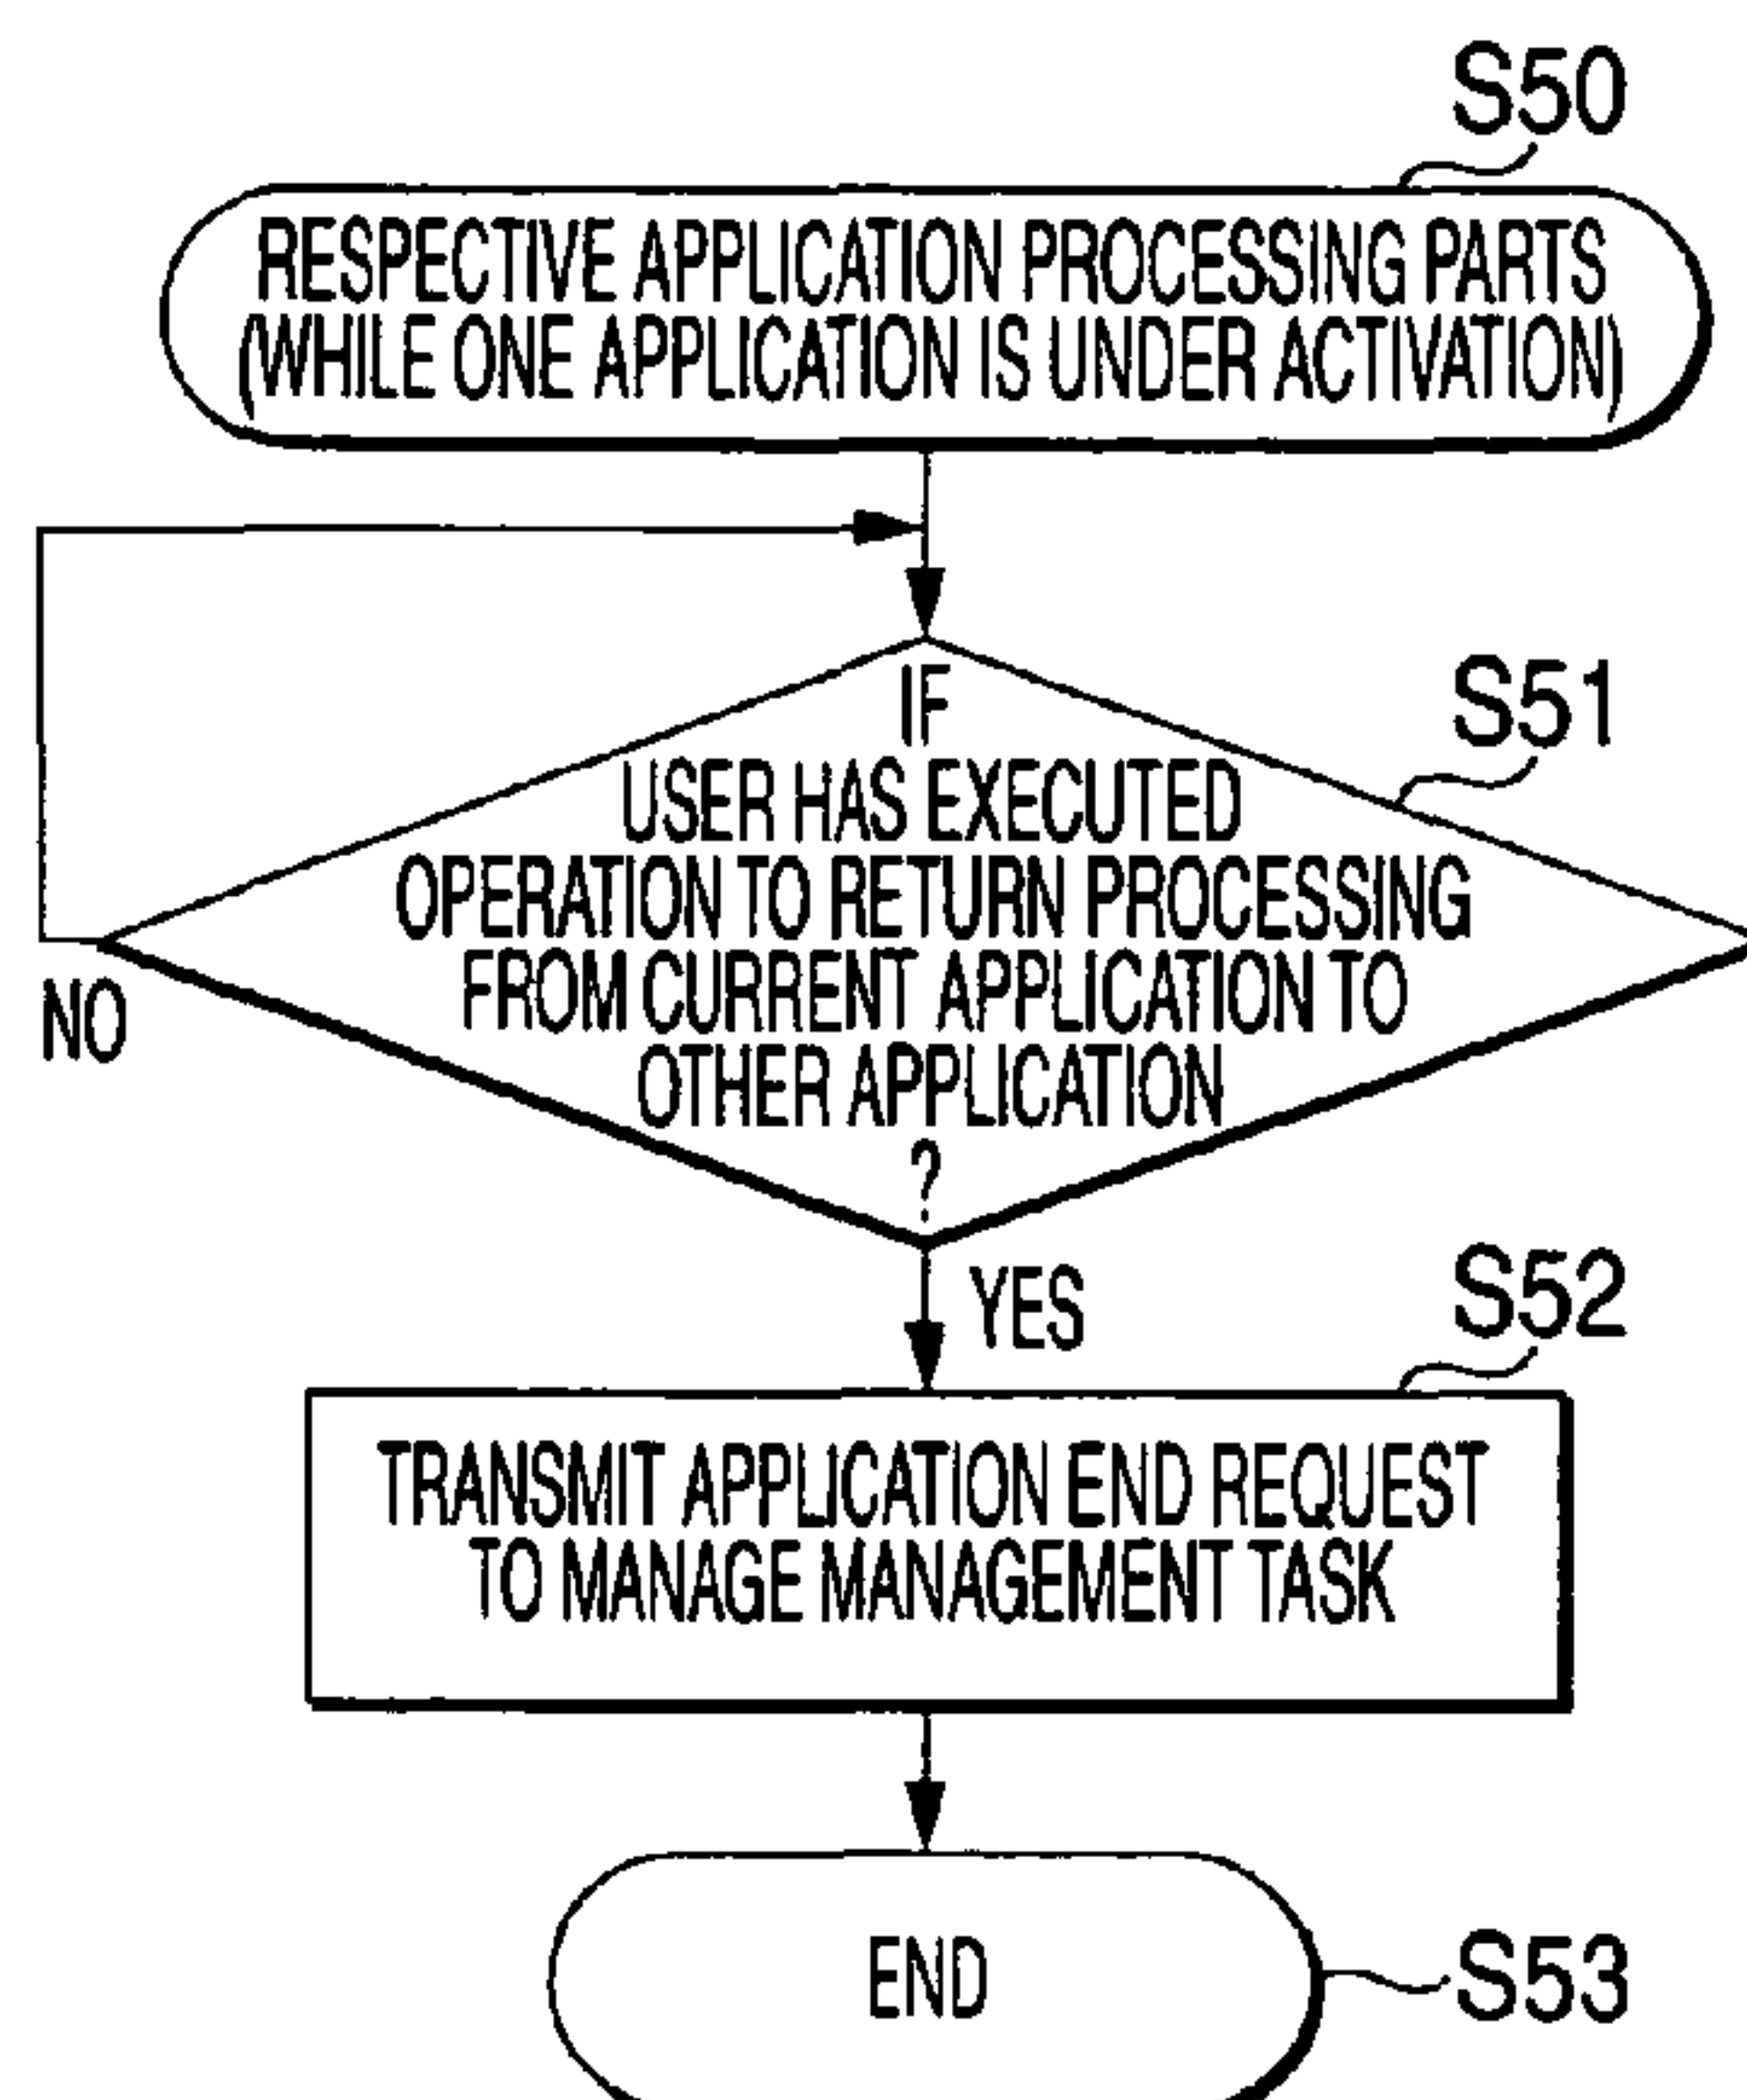 S50
RESPECTIVE APPLICATION PROCESSING PARTS
(WHILE ONE APPLICATION IS UNDER ACTIVATION)
S51
IF
USER HAS EXECUTED
OPERATION TO RETURN PROCESSING
FROM CURRENT APPLICATION TO
OTHER APPLICATION
?
NO
YES
S52
TRANSMIT APPLICATION END REQUEST
TO MANAGE MANAGEMENT TASK
END
S53